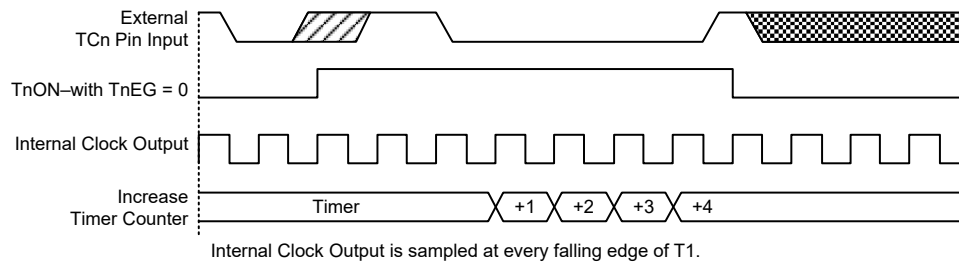 External
TCn Pin Input
TnON–with TnEG = 0
Internal Clock Output
Increase
Timer Counter
Timer +1 +2 +3 +4
Internal Clock Output is sampled at every falling edge of T1.